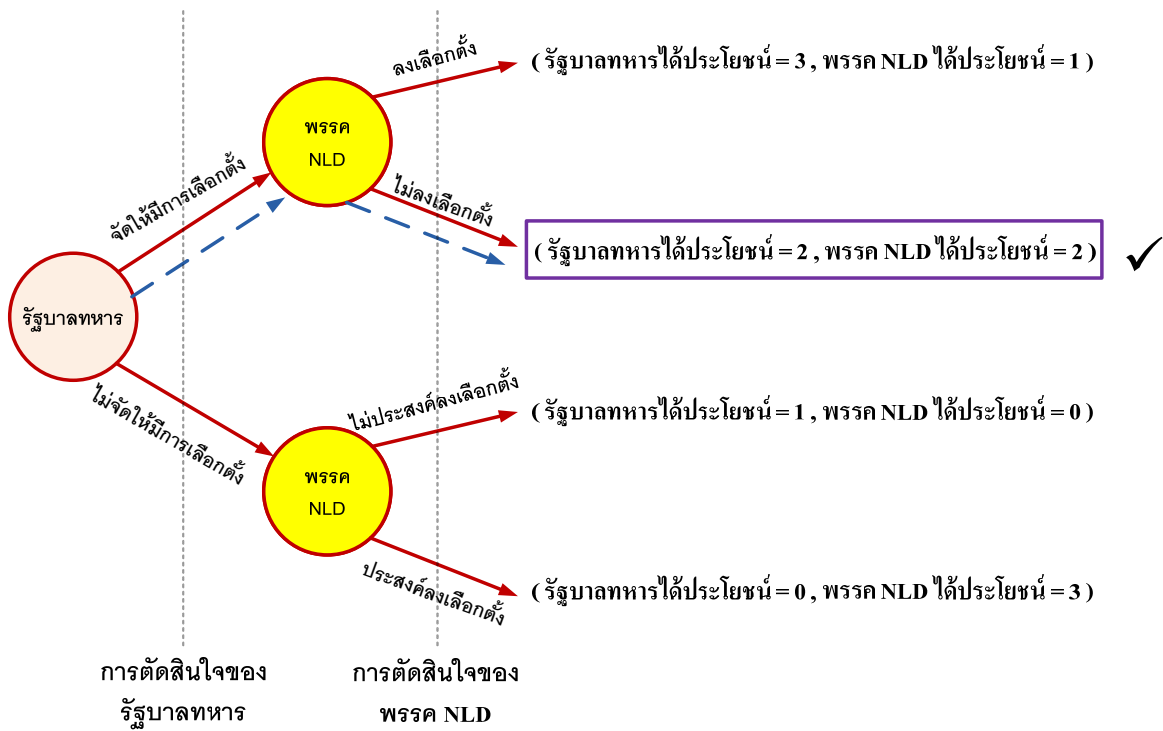 ลงเลือกตั้ง
( รัฐบาลทหารได้ประโยชน์ = 3 , พรรค NLD ได้ประโยชน์ = 1 )
พรรค
NLD
จัดให้มีการเลือกตั้ง
ไม่ลงเลือกตั้ง
( รัฐบาลทหารได้ประโยชน์ = 2 , พรรค NLD ได้ประโยชน์ = 2 )
รัฐบาลทหาร
ไม่จัดให้มีการเลือกตั้ง
ไม่ประสงค์ลงเลือกตั้ง
( รัฐบาลทหารได้ประโยชน์ = 1 , พรรค NLD ได้ประโยชน์ = 0 )
พรรค
NLD
ประสงค์ลงเลือกตั้ง
( รัฐบาลทหารได้ประโยชน์ = 0 , พรรค NLD ได้ประโยชน์ = 3 )
การตัดสินใจของ
รัฐบาลทหาร
การตัดสินใจของ
พรรค NLD